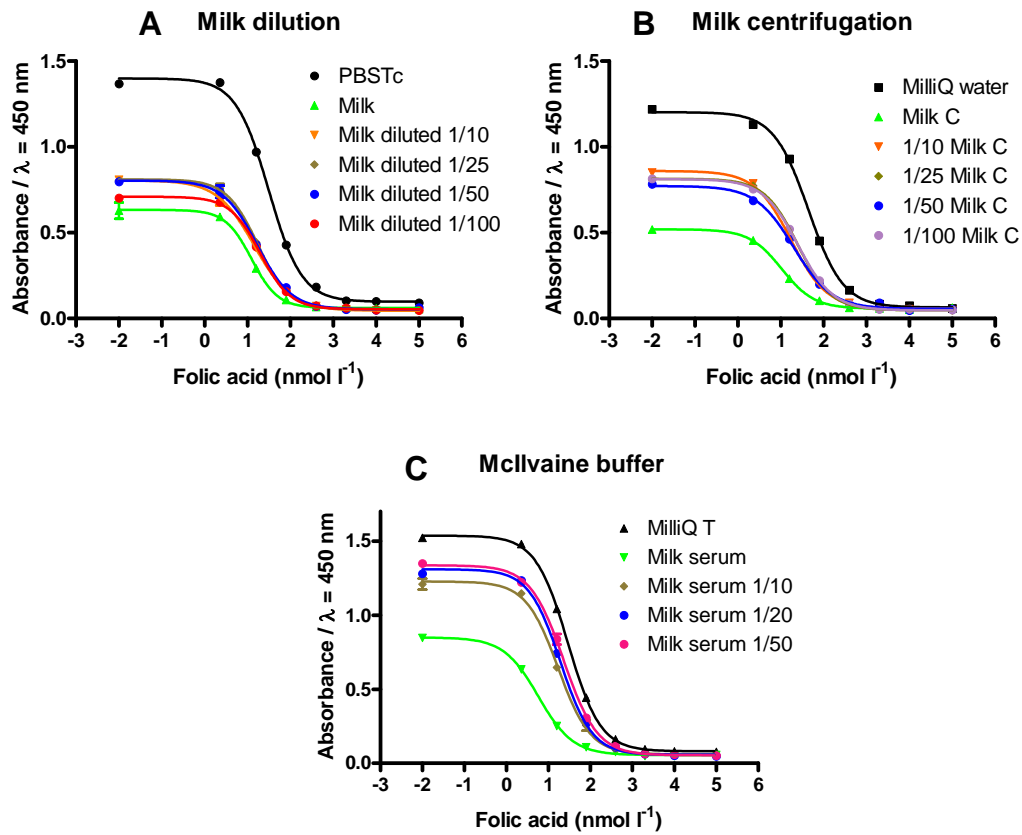 A Milk dilution
Absorbance / λ = 450 nm
1.5
1.0
0.5
0.0
-3 -2 -1 0 1 2 3 4 5 6
Folic acid (nmol l-1)
PBSTc
Milk
Milk diluted 1/10
Milk diluted 1/25
Milk diluted 1/50
Milk diluted 1/100
B Milk centrifugation
Absorbance / λ = 450 nm
1.5
1.0
0.5
0.0
-3 -2 -1 0 1 2 3 4 5 6
Folic acid (nmol l-1)
MilliQ water
Milk C
1/10 Milk C
1/25 Milk C
1/50 Milk C
1/100 Milk C
C McIlvaine buffer
Absorbance / λ = 450 nm
1.5
1.0
0.5
0.0
-3 -2 -1 0 1 2 3 4 5 6
Folic acid (nmol l-1)
MilliQ T
Milk serum
Milk serum 1/10
Milk serum 1/20
Milk serum 1/50